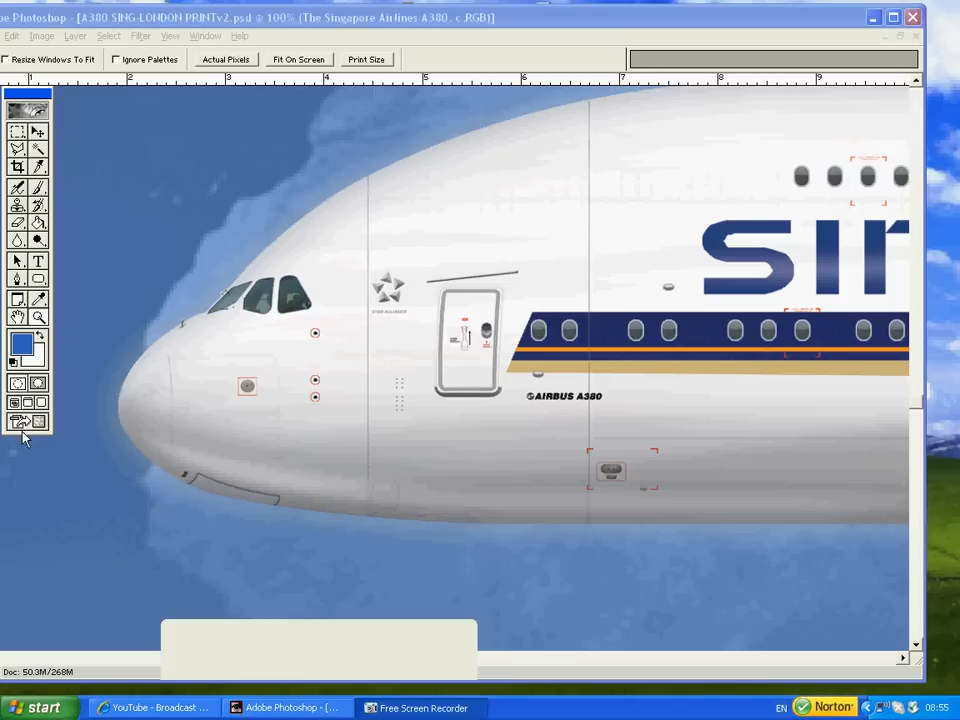 be Photoshop - [A380 SING-LONDON PRINTv2.psd @ 100% (The Singapore Airlines A380. c .RGB)]
Edit Image Layer Select Filter View Window Help
Resize Windows To Fit Ignore Palettes Actual Pixels Fit On Screen Print Size
1 2 3 4 5 6 7 8 9
T
SIN
STAR ALLIANCE
AIRBUS A380
Doc: 50.3M/268M
start YouTube - Broadcast ... Adobe Photoshop - [... Free Screen Recorder EN Norton 08:55